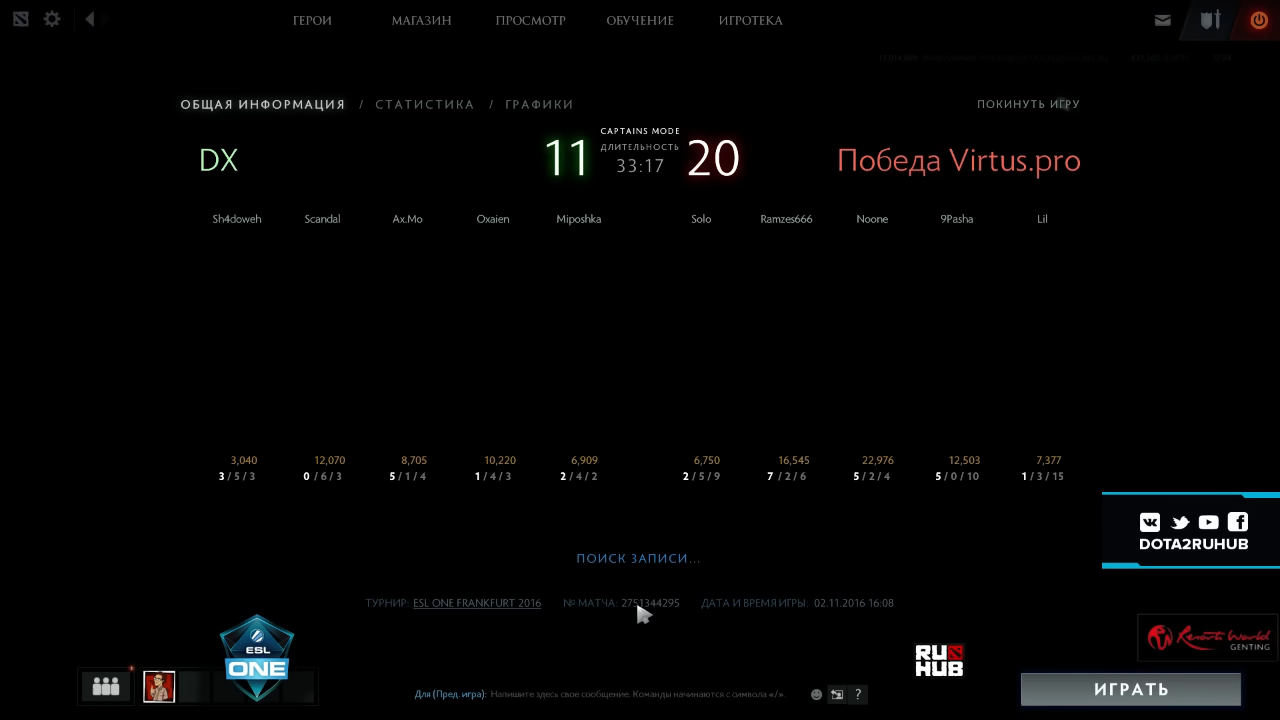 ГЕРОИ МАГАЗИН ПРОСМОТР ОБУЧЕНИЕ ИГРОТЕКА
ОБЩАЯ ИНФОРМАЦИЯ / СТАТИСТИКА / ГРАФИКИ ПОКИНУТЬ ИГРУ
CAPTAINS MODE
DX 11 ДЛИТЕЛЬНОСТЬ 20 Победа Virtus.pro
33:17
Sh4doweh Scandal Ax.Mo Oxaien Miposhka Solo Ramzes666 Noone 9Pasha Lil
3,040 12,070 8,705 10,220 6,909 6,750 16,545 22,976 12,503 7,377
3 / 5 / 3 0 / 6 / 3 5 / 1 / 4 1 / 4 / 3 2 / 4 / 2 2 / 5 / 9 7 / 2 / 6 5 / 2 / 4 5 / 0 / 10 1 / 3 / 15
DOTA2RUHUB
ПОИСК ЗАПИСИ...
ТУРНИР: ESL ONE FRANKFURT 2016 № МАТЧА: 2751344295 ДАТА И ВРЕМЯ ИГРЫ: 02.11.2016 16:08
ESL
ONE
RU
HUB
Resorts World
GENTING
Для (Пред. игра): Напишите здесь свое сообщение. Команды начинаются с символа «/». ?
ИГРАТЬ